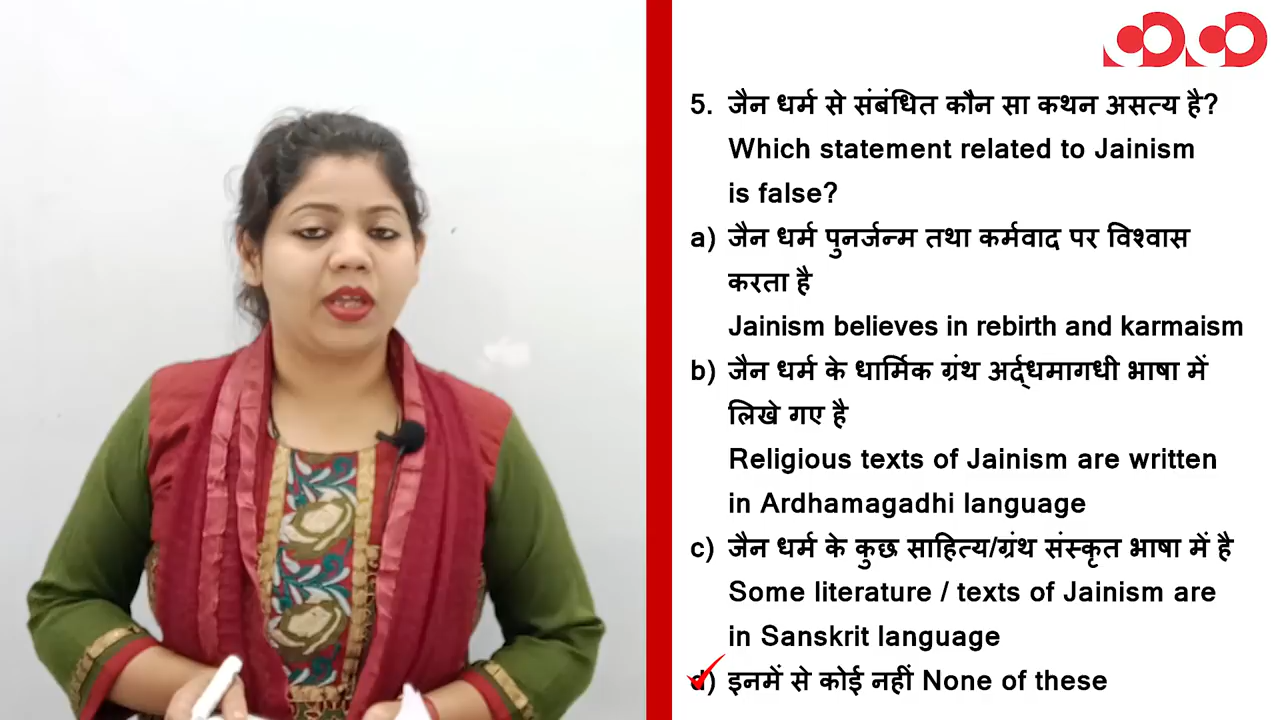 5. जैन धर्म से संबंधित कौन सा कथन असत्य है?
Which statement related to Jainism
is false?
a) जैन धर्म पुनर्जन्म तथा कर्मवाद पर विश्वास
करता है
Jainism believes in rebirth and karmaism
b) जैन धर्म के धार्मिक ग्रंथ अर्द्धमागधी भाषा में
लिखे गए है
Religious texts of Jainism are written
in Ardhamagadhi language
c) जैन धर्म के कुछ साहित्य/ग्रंथ संस्कृत भाषा में है
Some literature / texts of Jainism are
in Sanskrit language
d) इनमें से कोई नहीं None of these